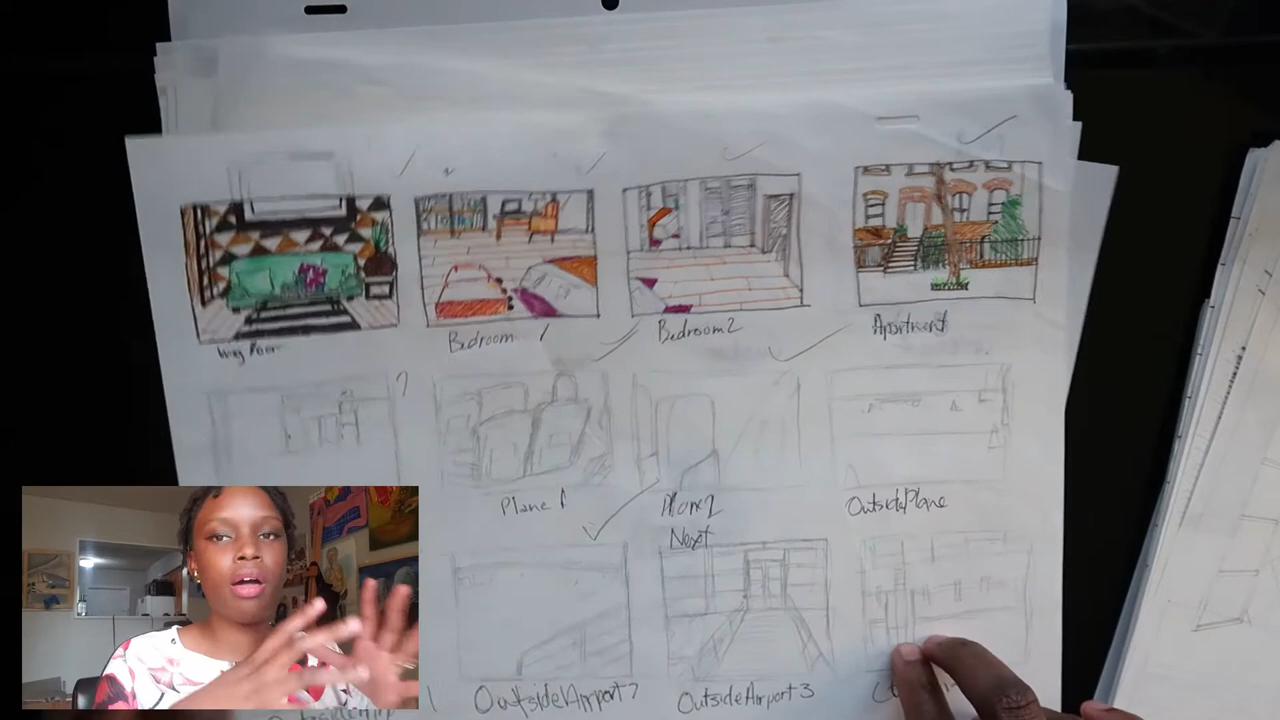 Bedroom 1
Bedroom 2
Apartment
Plane 1
Plane 2
Outside Plane
Next
Outside Airport 2
Outside Airport 3